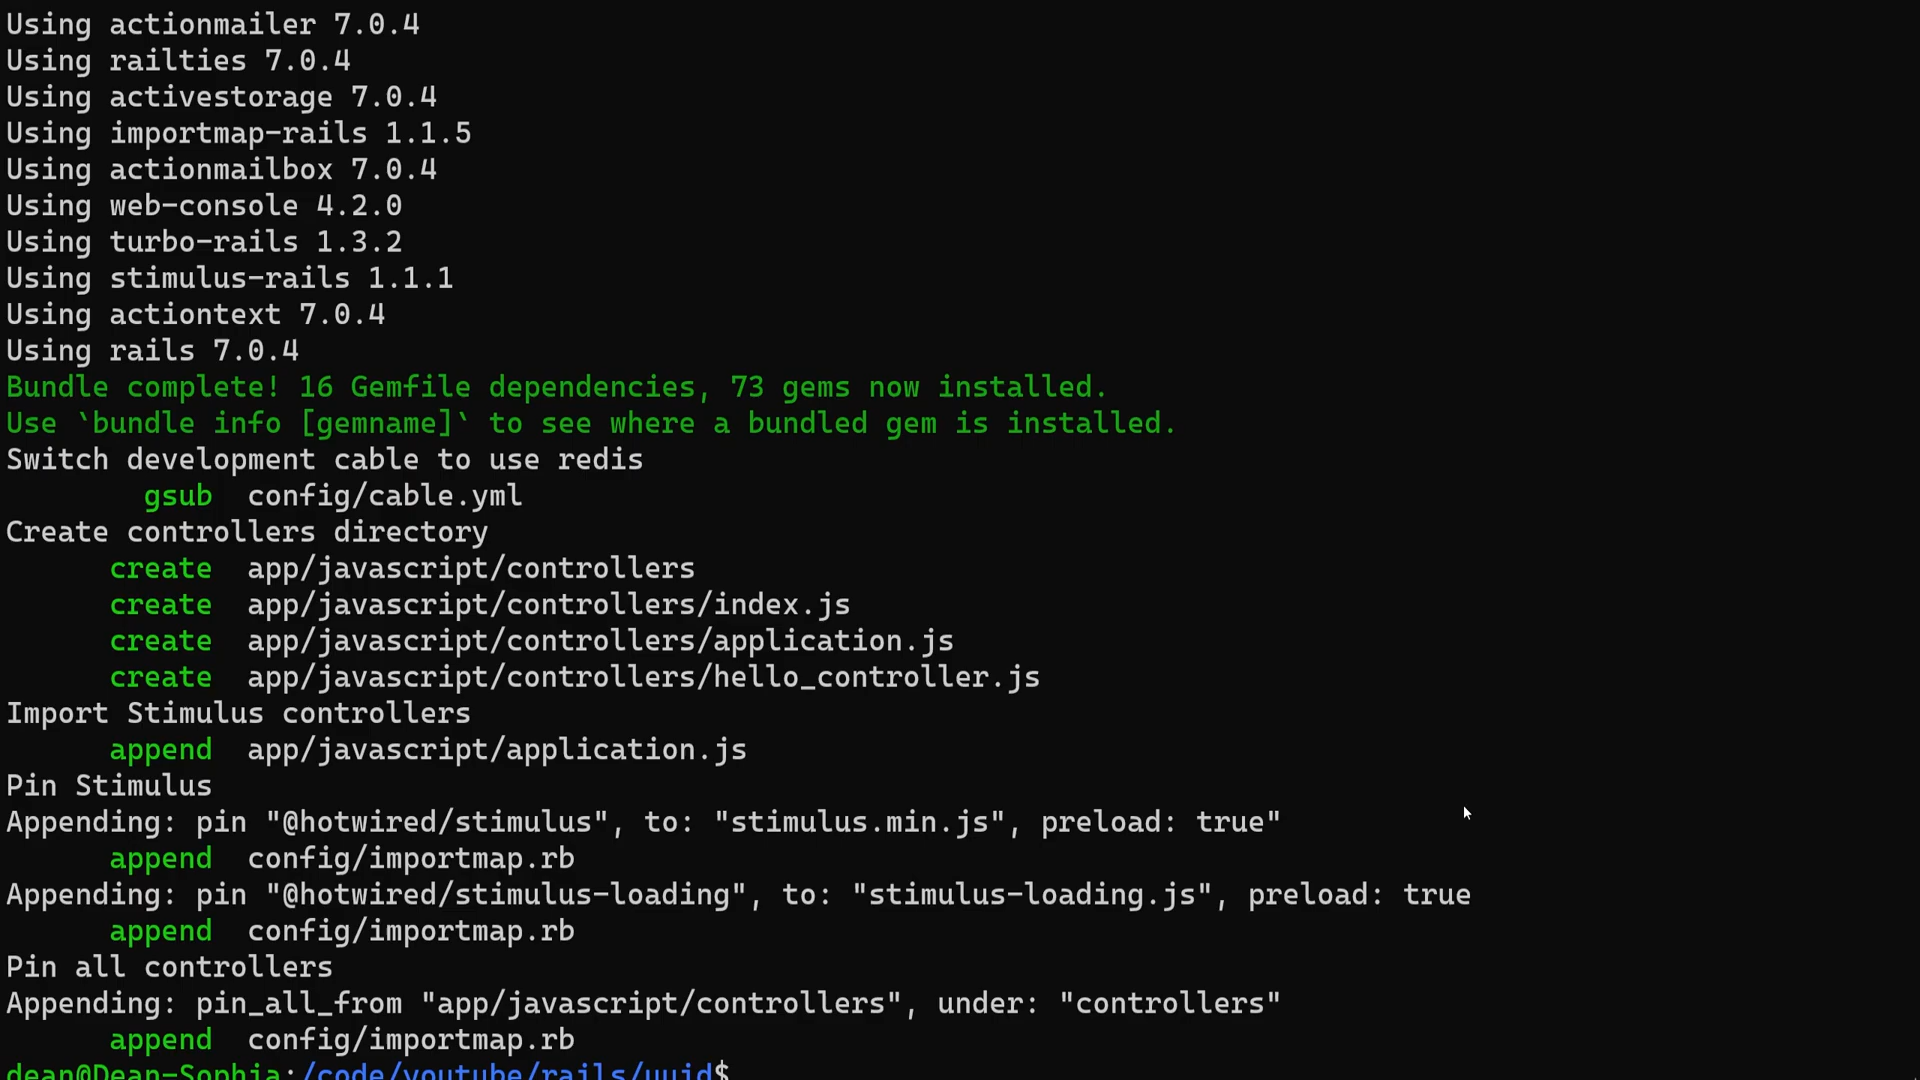 Using actionmailer 7.0.4
Using railties 7.0.4
Using activestorage 7.0.4
Using importmap-rails 1.1.5
Using actionmailbox 7.0.4
Using web-console 4.2.0
Using turbo-rails 1.3.2
Using stimulus-rails 1.1.1
Using actiontext 7.0.4
Using rails 7.0.4
Bundle complete! 16 Gemfile dependencies, 73 gems now installed.
Use `bundle info [gemname]` to see where a bundled gem is installed.
Switch development cable to use redis
gsub config/cable.yml
Create controllers directory
create app/javascript/controllers
create app/javascript/controllers/index.js
create app/javascript/controllers/application.js
create app/javascript/controllers/hello_controller.js
Import Stimulus controllers
append app/javascript/application.js
Pin Stimulus
Appending: pin "@hotwired/stimulus", to: "stimulus.min.js", preload: true"
append config/importmap.rb
Appending: pin "@hotwired/stimulus-loading", to: "stimulus-loading.js", preload: true
append config/importmap.rb
Pin all controllers
Appending: pin_all_from "app/javascript/controllers", under: "controllers"
append config/importmap.rb
dean@Dean-Sophia:/code/youtube/rails/uuid$